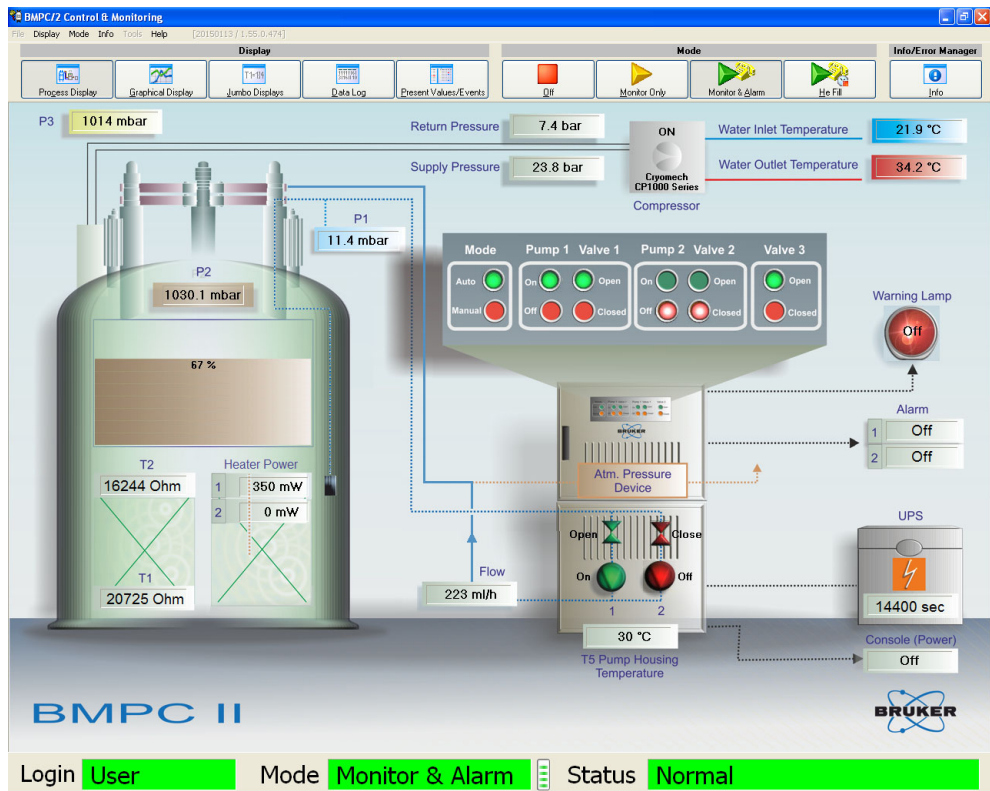 BMPC/2 Control & Monitoring
File Display Mode Info Tools Help [20150113 / 1.55.0.474]
Display Mode Info/Error Manager
Process Display Graphical Display Jumbo Displays Data Log Present Values/Events Off Monitor Only Monitor & Alarm He Fill Info
P3 1014 mbar
Return Pressure 7.4 bar
Supply Pressure 23.8 bar
ON
Cryomech
CP1000 Series
Compressor
Water Inlet Temperature 21.9 °C
Water Outlet Temperature 34.2 °C
P1
11.4 mbar
P2
1030.1 mbar
67 %
Mode Pump 1 Valve 1 Pump 2 Valve 2 Valve 3
Auto On Open On Open Open
Manual Off Closed Off Closed Closed
Warning Lamp
Off
Alarm
1 Off
2 Off
BRUKER
Atm. Pressure
Device
T2
16244 Ohm
Heater Power
1 350 mW
2 0 mW
T1
20725 Ohm
Flow
223 ml/h
Open Close
On Off
1 2
30 °C
T5 Pump Housing
Temperature
UPS
14400 sec
Console (Power)
Off
BMPC II
BRUKER
Login User Mode Monitor & Alarm Status Normal